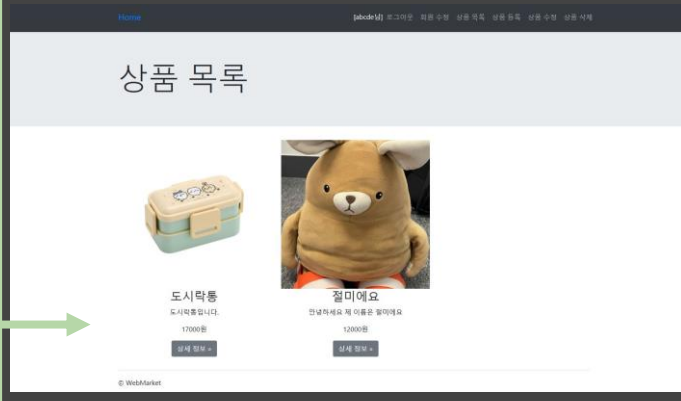 Home
[abcde님] 로그아웃 회원 수정 상품 목록 상품 등록 상품 수정 상품 삭제
상품 목록
도시락통 절미에요
도시락통입니다. 안녕하세요 제 이름은 절미에요
17000원 12000원
상세 정보 » 상세 정보 »
© WebMarket